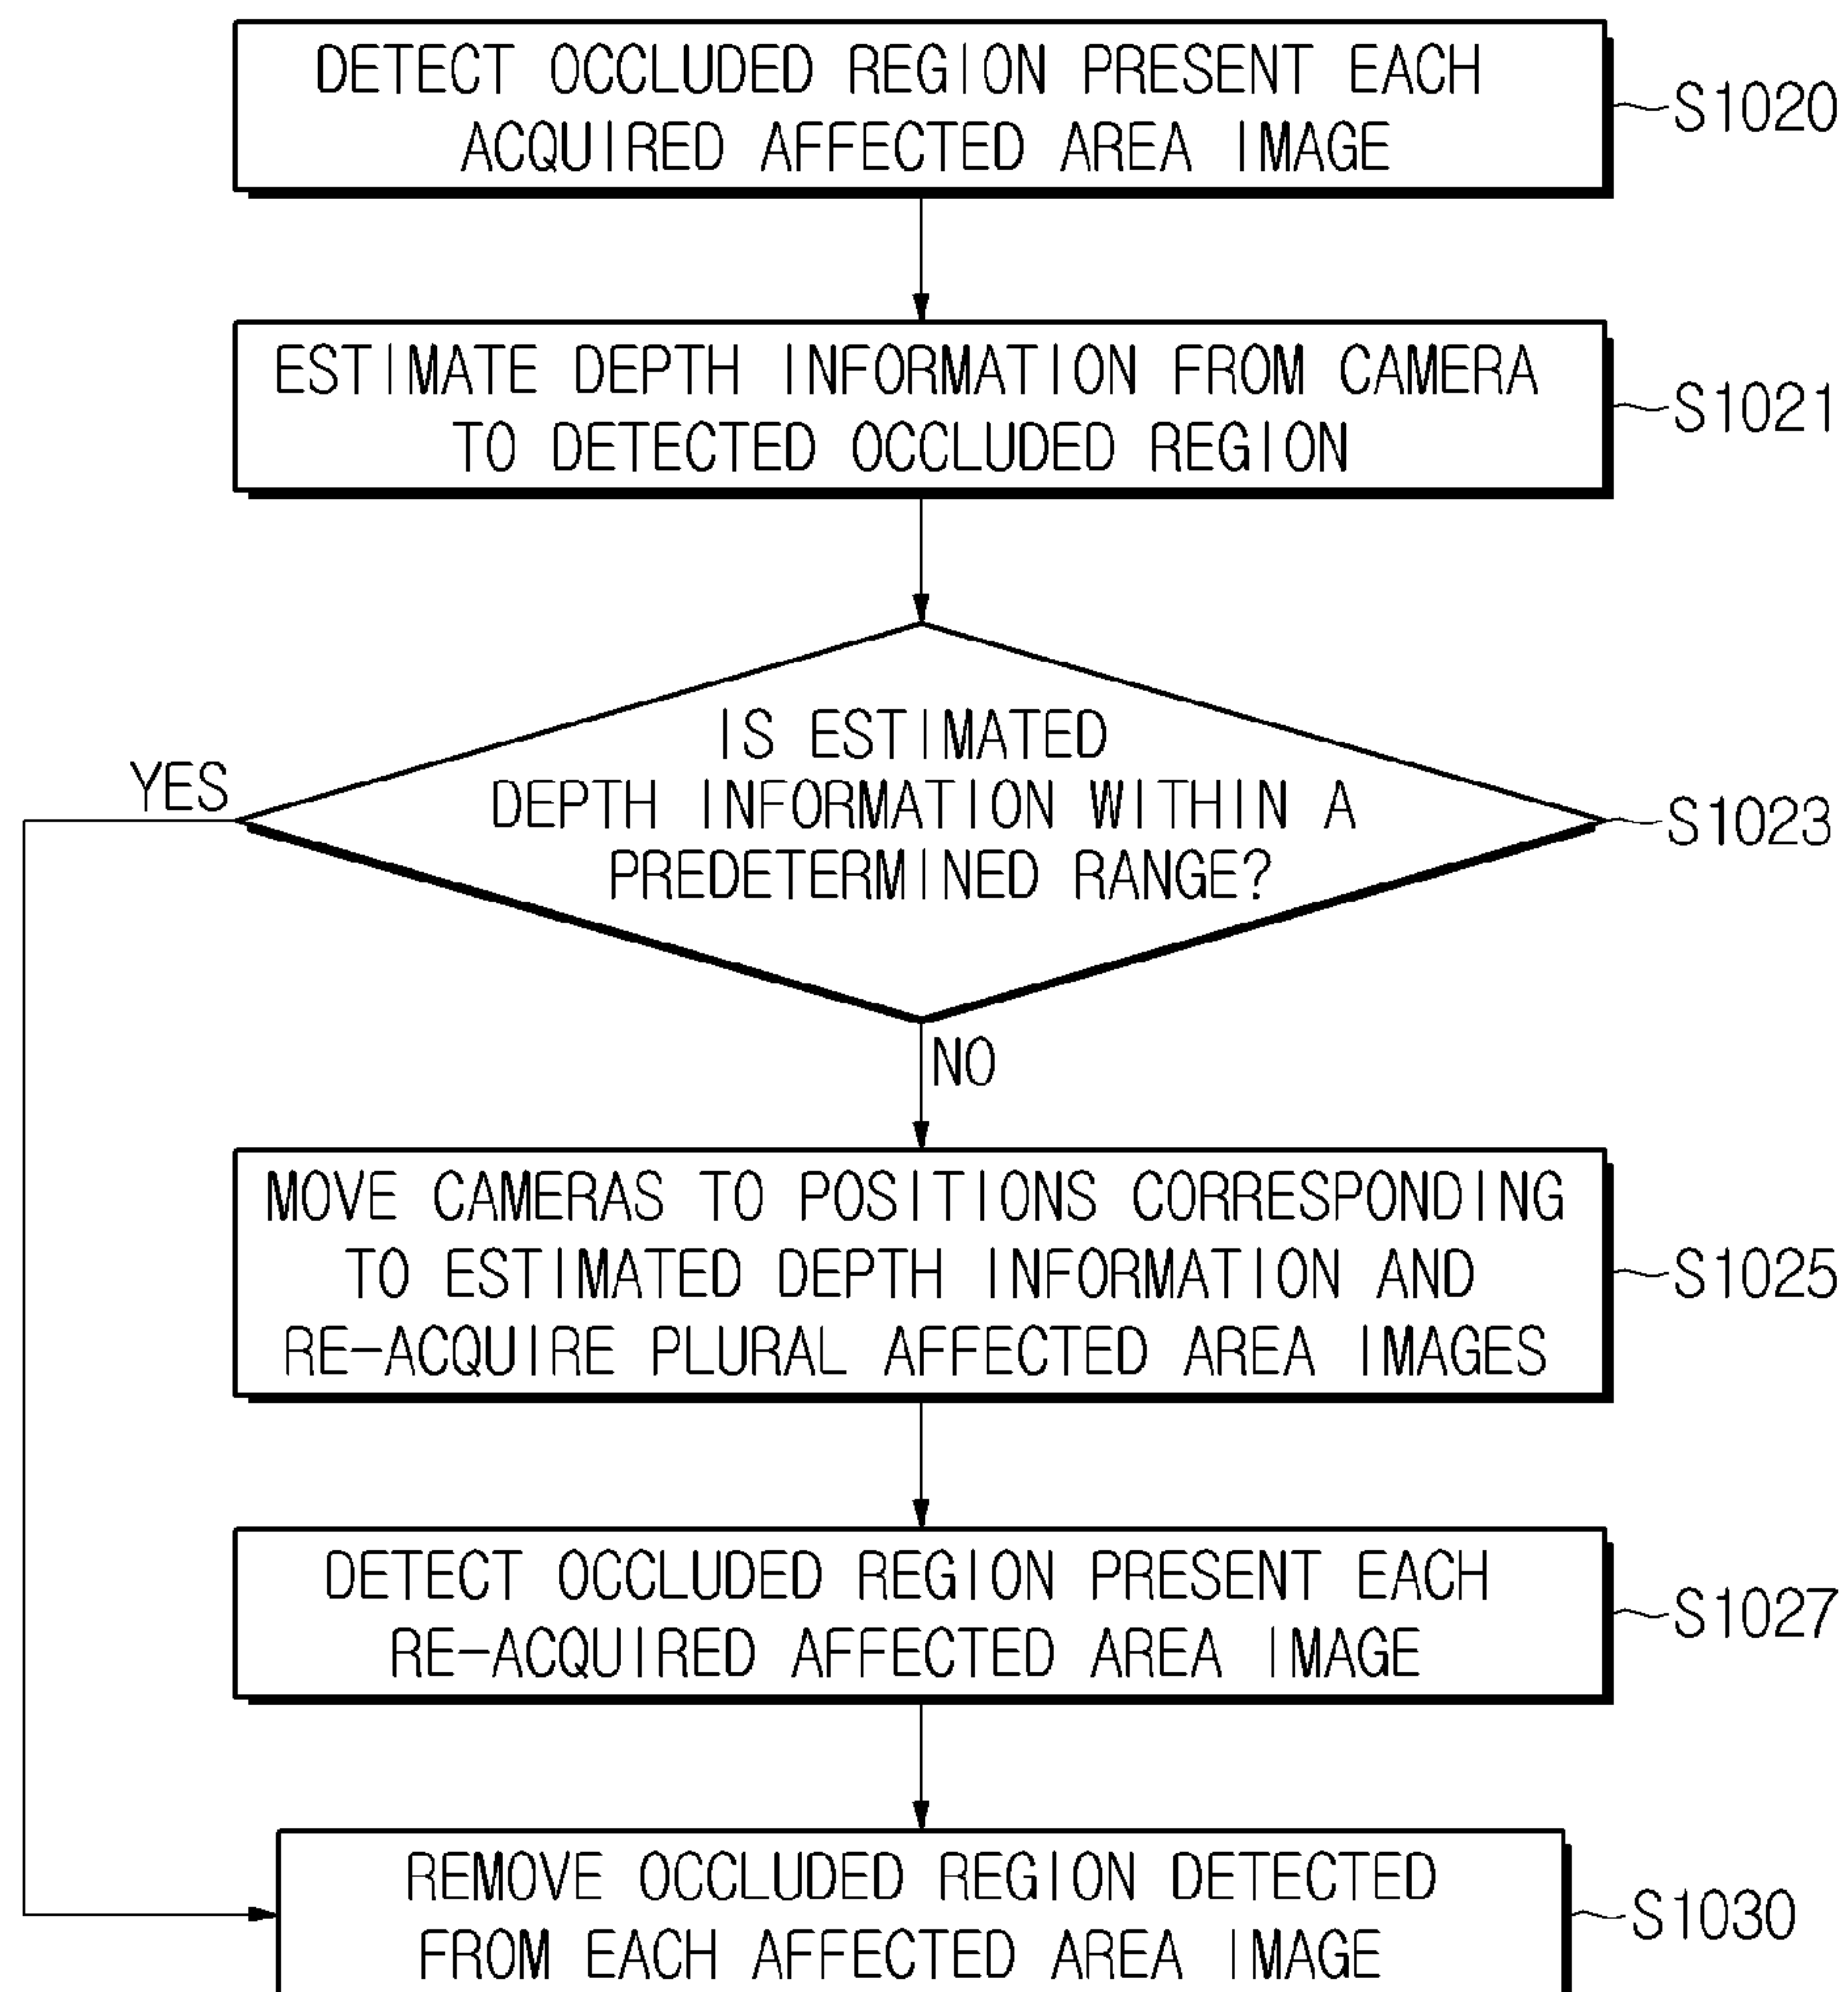 DETECT OCCLUDED REGION PRESENT EACH
ACQUIRED AFFECTED AREA IMAGE
S1020
ESTIMATE DEPTH INFORMATION FROM CAMERA
TO DETECTED OCCLUDED REGION
S1021
IS ESTIMATED
DEPTH INFORMATION WITHIN A
PREDETERMINED RANGE?
YES
S1023
NO
MOVE CAMERAS TO POSITIONS CORRESPONDING
TO ESTIMATED DEPTH INFORMATION AND
RE-ACQUIRE PLURAL AFFECTED AREA IMAGES
S1025
DETECT OCCLUDED REGION PRESENT EACH
RE-ACQUIRED AFFECTED AREA IMAGE
S1027
REMOVE OCCLUDED REGION DETECTED
FROM EACH AFFECTED AREA IMAGE
S1030